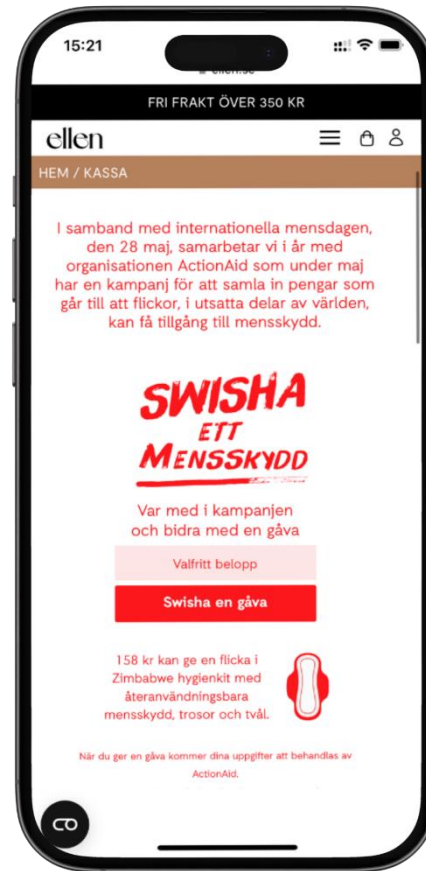 15:21
ellen.se
FRI FRAKT ÖVER 350 KR
ellen
HEM / KASSA
I samband med internationella mensdagen,
den 28 maj, samarbetar vi i år med
organisationen ActionAid som under maj
har en kampanj för att samla in pengar som
går till att flickor, i utsatta delar av världen,
kan få tillgång till mensskydd.
SWISHA
ETT
MENSSKYDD
Var med i kampanjen
och bidra med en gåva
Valfritt belopp
Swisha en gåva
158 kr kan ge en flicka i
Zimbabwe hygienkit med
återanvändningsbara
mensskydd, trosor och tvål.
När du ger en gåva kommer dina uppgifter att behandlas av
ActionAid.